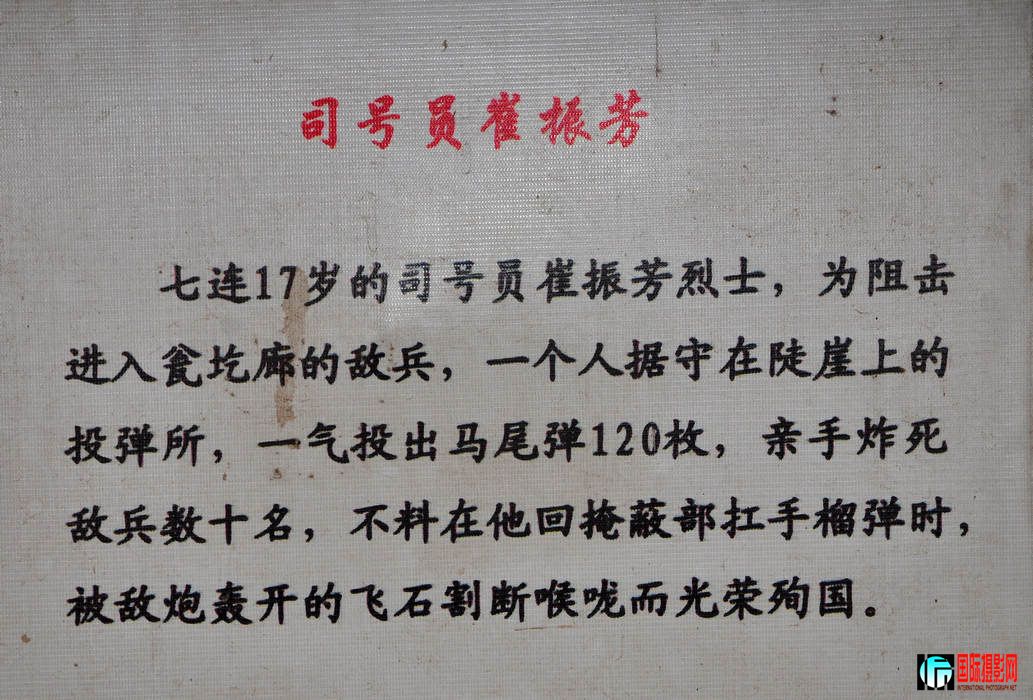 司号员崔振芳
七连17岁的司号员崔振芳烈士，为阻击
进入瓮圪廊的敌兵，一个人据守在陡崖上的
投弹所，一气投出马尾弹120枚，亲手炸死
敌兵数十名，不料在他回掩蔽部扛手榴弹时，
被敌炮轰开的飞石割断喉咙而光荣殉国。
国际摄影网
INTERNATIONAL PHOTOGRAPH NET